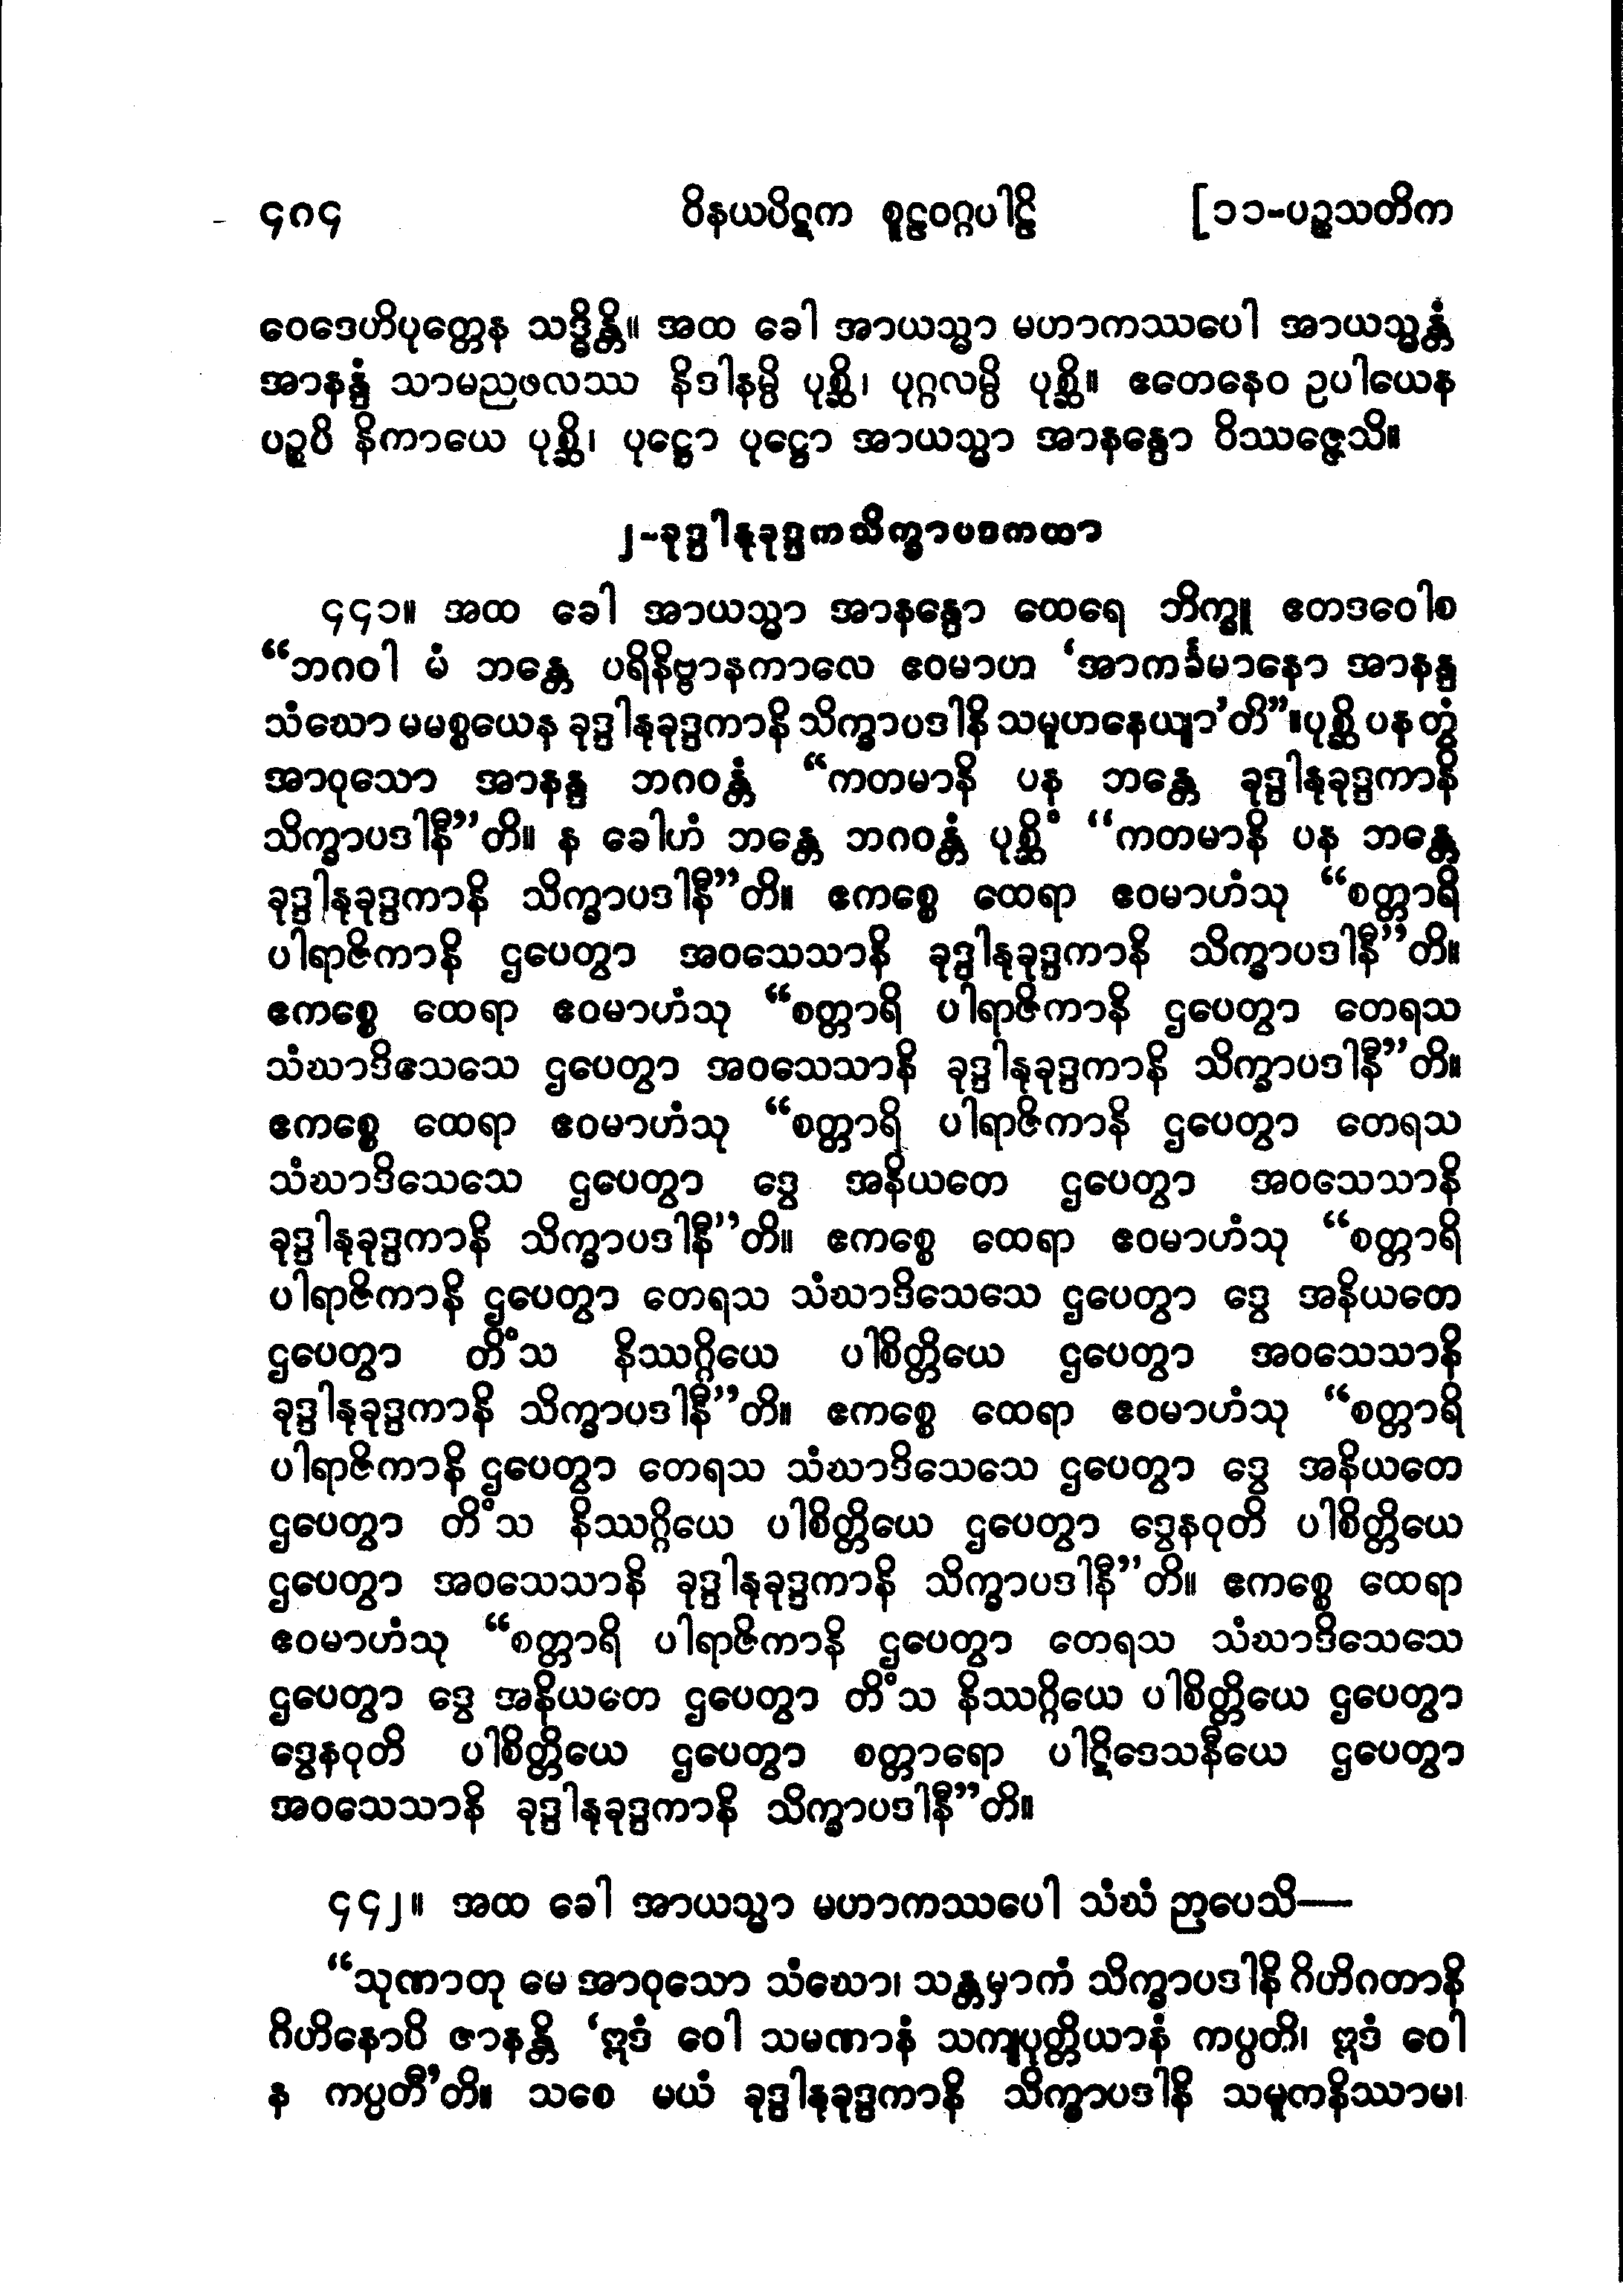 ၄၈၄ ဝိနယပိဋက စူဠဝဂ္ဂပါဠိ [၁၁-ပဉ္စသတိက
ဝေဒေဟိပုတ္တေန သဒ္ဓိန္တိ။ အထ ခေါ အာယသ္မာ မဟာကဿပေါ အာယသ္မန္တံ
အာနန္ဒံ သာမညဖလဿ နိဒါနမ္ပိ ပုစ္ဆိ၊ ပုဂ္ဂလမ္ပိ ပုစ္ဆိ။ ဧတေနေဝ ဥပါယေန
ပဉ္စပိ နိကာယေ ပုစ္ဆိ၊ ပုဋ္ဌော ပုဋ္ဌော အာယသ္မာ အာနန္ဒော ဝိဿဇ္ဇေသိ။
၂-ခုဒ္ဒါနုခုဒ္ဒကသိက္ခာပဒကထာ
၄၄၁။ အထ ခေါ အာယသ္မာ အာနန္ဒော ထေရေ ဘိက္ခူ ဧတဒဝေါစ
“ဘဂဝါ မံ ဘန္တေ ပရိနိဗ္ဗာနကာလေ ဧဝမာဟ ‘အာကင်္ခမာနော အာနန္ဒ
သံဃော မမစ္စယေန ခုဒ္ဒါနုခုဒ္ဒကာနိ သိက္ခာပဒါနိ သမူဟနေယျာ’တိ”။ပုစ္ဆိ ပန တွံ
အာဝုသော အာနန္ဒ ဘဂဝန္တံ “ကတမာနိ ပန ဘန္တေ ခုဒ္ဒါနုခုဒ္ဒကာနိ
သိက္ခာပဒါနီ”တိ။ န ခေါဟံ ဘန္တေ ဘဂဝန္တံ ပုစ္ဆိံ “ကတမာနိ ပန ဘန္တေ
ခုဒ္ဒါနုခုဒ္ဒကာနိ သိက္ခာပဒါနီ”တိ။ ဧကစ္စေ ထေရာ ဧဝမာဟံသု “စတ္တာရိ
ပါရာဇိကာနိ ဌပေတွာ အဝသေသာနိ ခုဒ္ဒါနုခုဒ္ဒကာနိ သိက္ခာပဒါနီ”တိ။
ဧကစ္စေ ထေရာ ဧဝမာဟံသု “စတ္တာရိ ပါရာဇိကာနိ ဌပေတွာ တေရသ
သံဃာဒိသေသေ ဌပေတွာ အဝသေသာနိ ခုဒ္ဒါနုခုဒ္ဒကာနိ သိက္ခာပဒါနီ”တိ။
ဧကစ္စေ ထေရာ ဧဝမာဟံသု “စတ္တာရိ ပါရာဇိကာနိ ဌပေတွာ တေရသ
သံဃာဒိသေသေ ဌပေတွာ ဒွေ အနိယတေ ဌပေတွာ အဝသေသာနိ
ခုဒ္ဒါနုခုဒ္ဒကာနိ သိက္ခာပဒါနီ”တိ။ ဧကစ္စေ ထေရာ ဧဝမာဟံသု “စတ္တာရိ
ပါရာဇိကာနိ ဌပေတွာ တေရသ သံဃာဒိသေသေ ဌပေတွာ ဒွေ အနိယတေ
ဌပေတွာ တိံသ နိဿဂ္ဂိယေ ပါစိတ္တိယေ ဌပေတွာ အဝသေသာနိ
ခုဒ္ဒါနုခုဒ္ဒကာနိ သိက္ခာပဒါနီ”တိ။ ဧကစ္စေ ထေရာ ဧဝမာဟံသု “စတ္တာရိ
ပါရာဇိကာနိ ဌပေတွာ တေရသ သံဃာဒိသေသေ ဌပေတွာ ဒွေ အနိယတေ
ဌပေတွာ တိံသ နိဿဂ္ဂိယေ ပါစိတ္တိယေ ဌပေတွာ ဒွေနဝုတိ ပါစိတ္တိယေ
ဌပေတွာ အဝသေသာနိ ခုဒ္ဒါနုခုဒ္ဒကာနိ သိက္ခာပဒါနီ”တိ။ ဧကစ္စေ ထေရာ
ဧဝမာဟံသု “စတ္တာရိ ပါရာဇိကာနိ ဌပေတွာ တေရသ သံဃာဒိသေသေ
ဌပေတွာ ဒွေ အနိယတေ ဌပေတွာ တိံသ နိဿဂ္ဂိယေ ပါစိတ္တိယေ ဌပေတွာ
ဒွေနဝုတိ ပါစိတ္တိယေ ဌပေတွာ စတ္တာရော ပါဋိဒေသနီယေ ဌပေတွာ
အဝသေသာနိ ခုဒ္ဒါနုခုဒ္ဒကာနိ သိက္ခာပဒါနီ”တိ။
၄၄၂။ အထ ခေါ အာယသ္မာ မဟာကဿပေါ သံဃံ ဉာပေသိ—
“သုဏာတု မေ အာဝုသော သံဃော၊ သန္တမှာကံ သိက္ခာပဒါနိ ဂိဟိဂတာနိ
ဂိဟိနောပိ ဇာနန္တိ ‘ဣဒံ ဝေါ သမဏာနံ သကျပုတ္တိယာနံ ကပ္ပတိ၊ ဣဒံ ဝေါ
န ကပ္ပတီ’တိ။ သစေ မယံ ခုဒ္ဒါနုခုဒ္ဒကာနိ သိက္ခာပဒါနိ သမူဟနိဿာမ၊